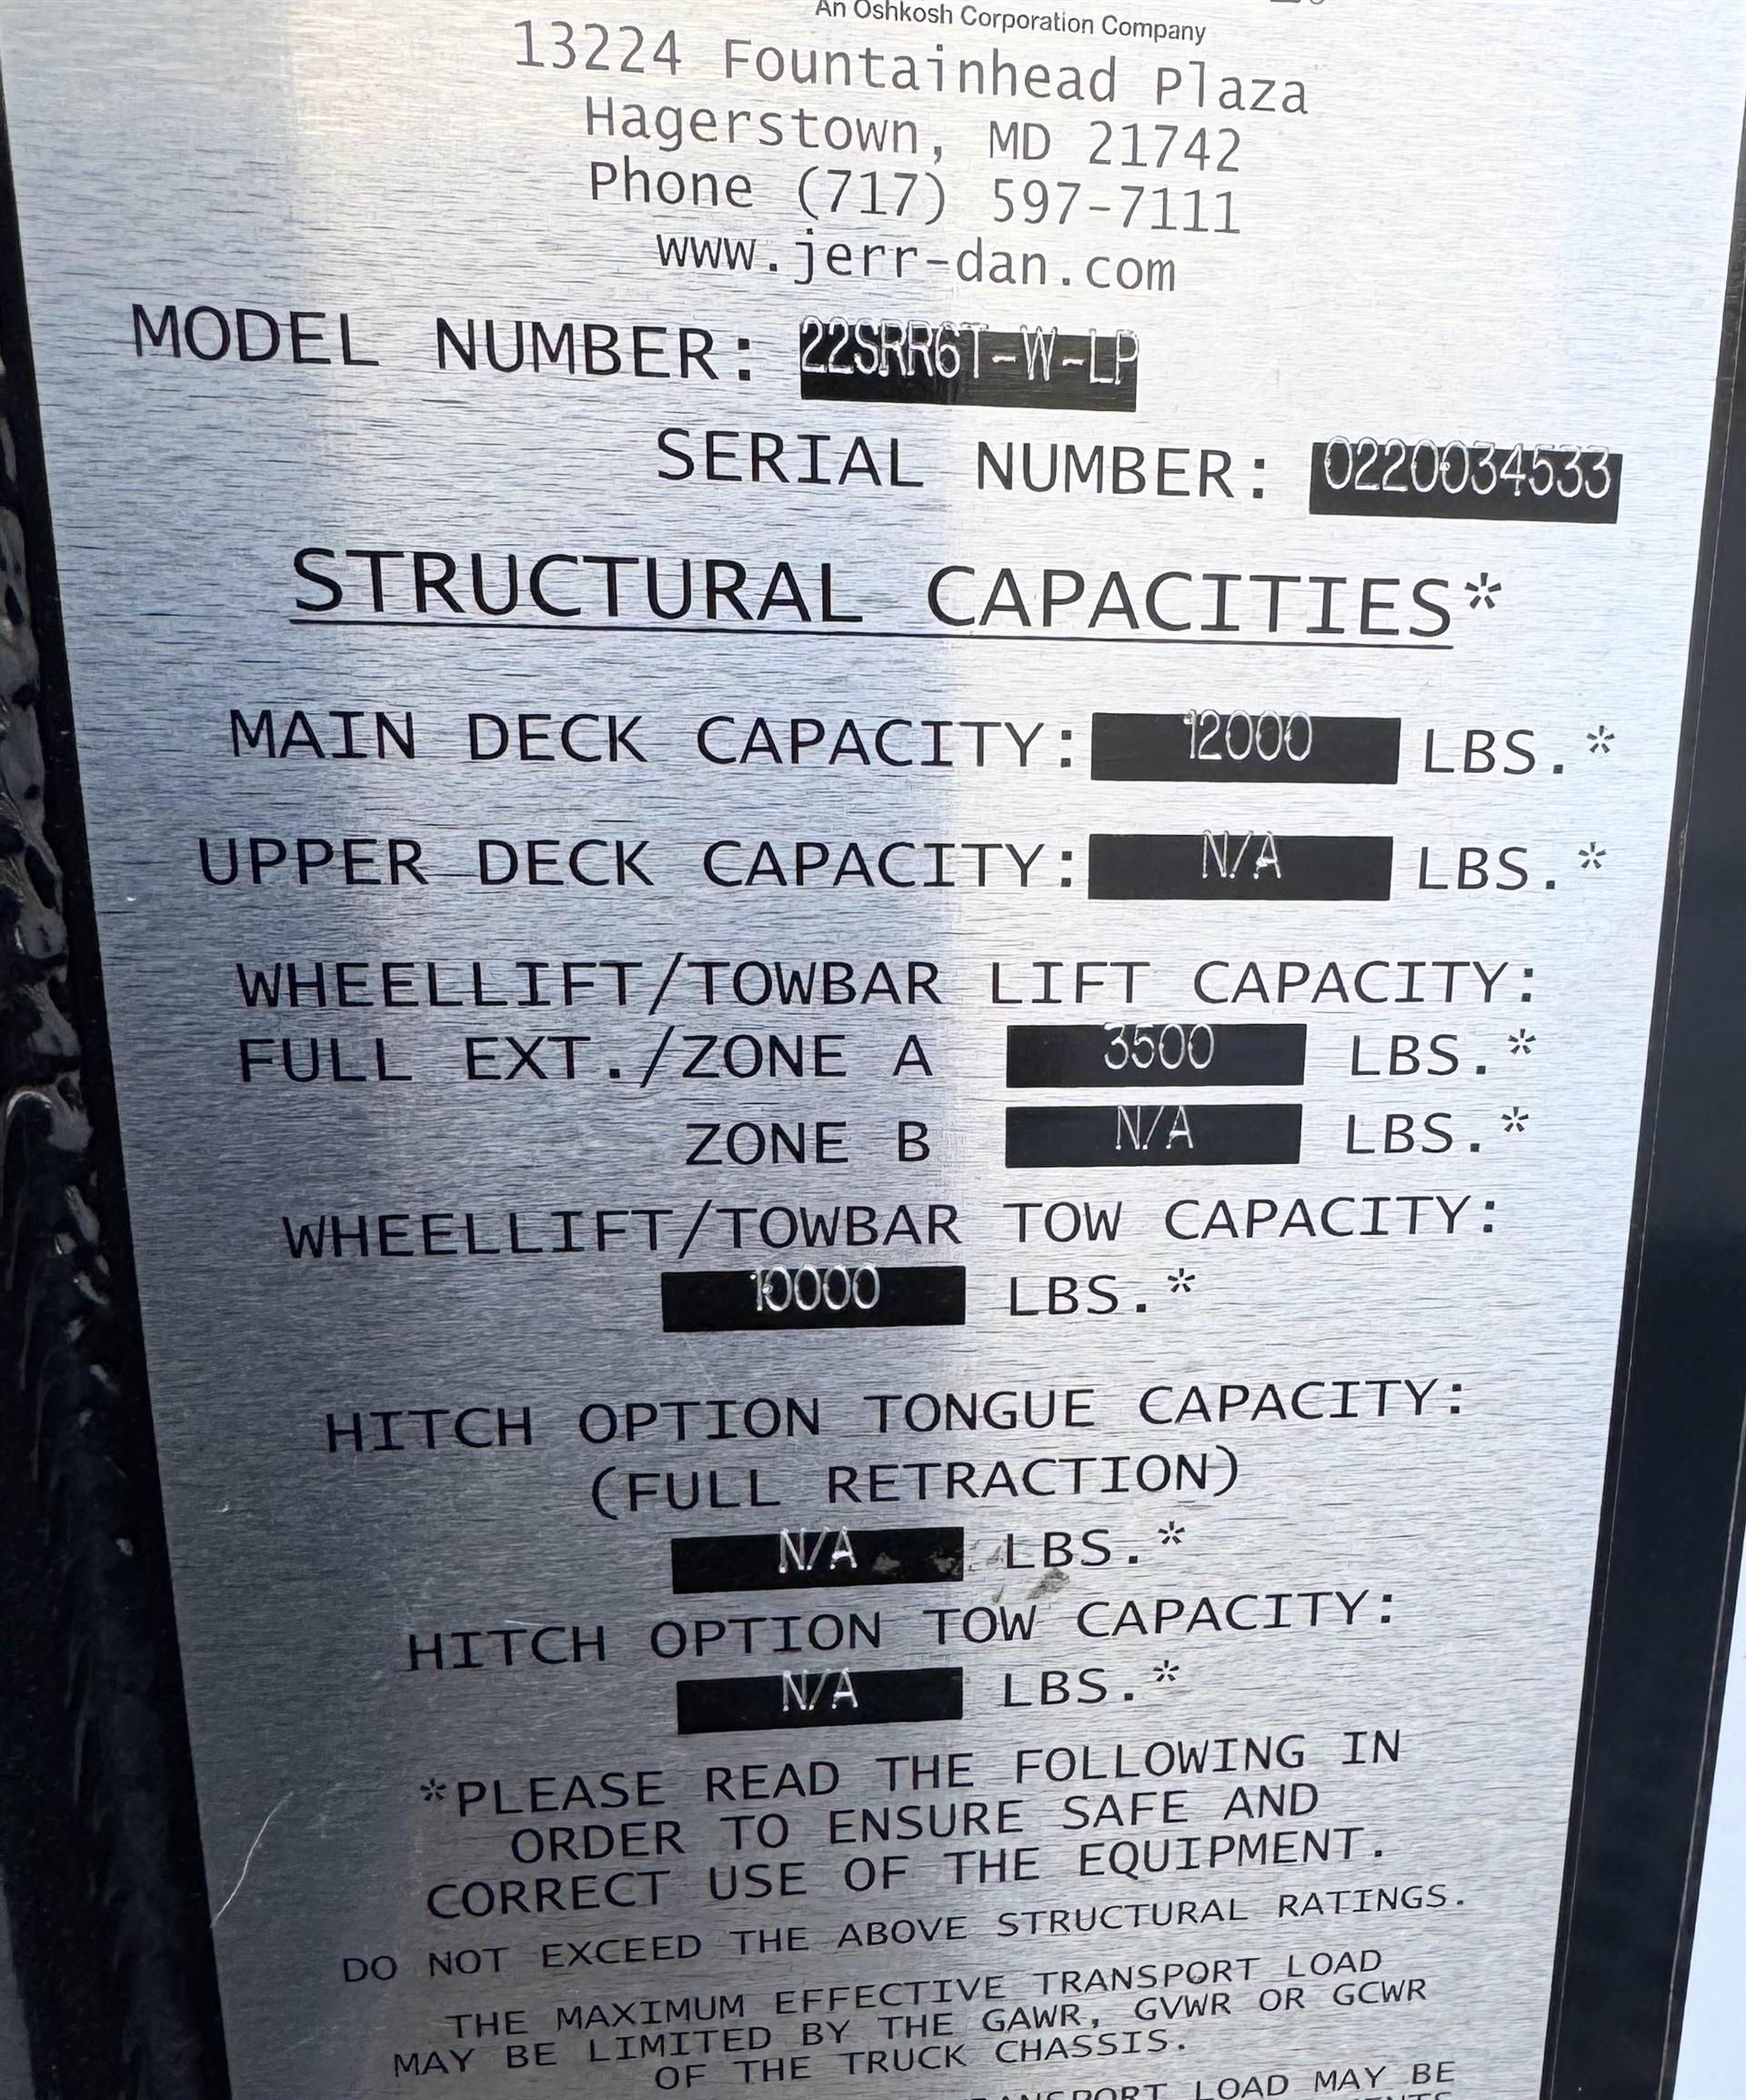 An Oshkosh Corporation Company
13224 Fountainhead Plaza
Hagerstown, MD 21742
Phone (717) 597-7111
www.jerr-dan.com
MODEL NUMBER: 22SRR6T-W-LP
SERIAL NUMBER: 0220034533
STRUCTURAL CAPACITIES*
MAIN DECK CAPACITY: 12000 LBS.*
UPPER DECK CAPACITY: N/A LBS.*
WHEELLIFT/TOWBAR LIFT CAPACITY:
FULL EXT./ZONE A 3500 LBS.*
ZONE B N/A LBS.*
WHEELLIFT/TOWBAR TOW CAPACITY:
10000 LBS.*
HITCH OPTION TONGUE CAPACITY:
(FULL RETRACTION)
N/A LBS.*
HITCH OPTION TOW CAPACITY:
N/A LBS.*
*PLEASE READ THE FOLLOWING IN
ORDER TO ENSURE SAFE AND
CORRECT USE OF THE EQUIPMENT.
DO NOT EXCEED THE ABOVE STRUCTURAL RATINGS.
THE MAXIMUM EFFECTIVE TRANSPORT LOAD
MAY BE LIMITED BY THE GAWR, GVWR OR GCWR
OF THE TRUCK CHASSIS.
LOAD MAY BE